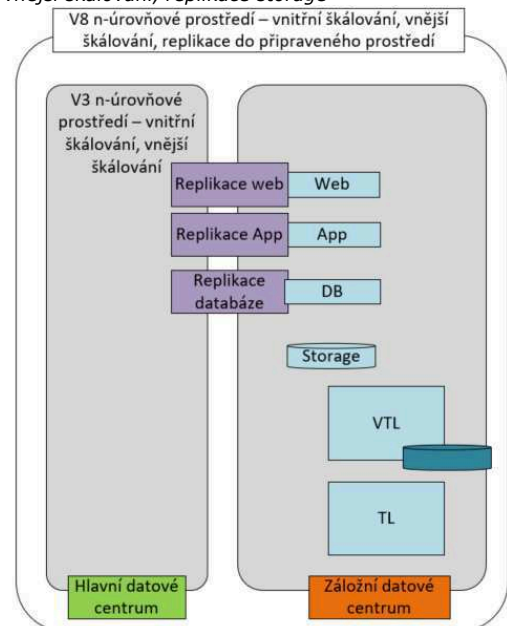 vnější škálování, replikace storage
V8 n-úrovňové prostředí – vnitřní škálování, vnější
škálování, replikace do připraveného prostředí
V3 n-úrovňové
prostředí – vnitřní
škálování, vnější
škálování
Replikace web
Web
Replikace App
App
Replikace
databáze
DB
Storage
VTL
TL
Hlavní datové
centrum
Záložní datové
centrum